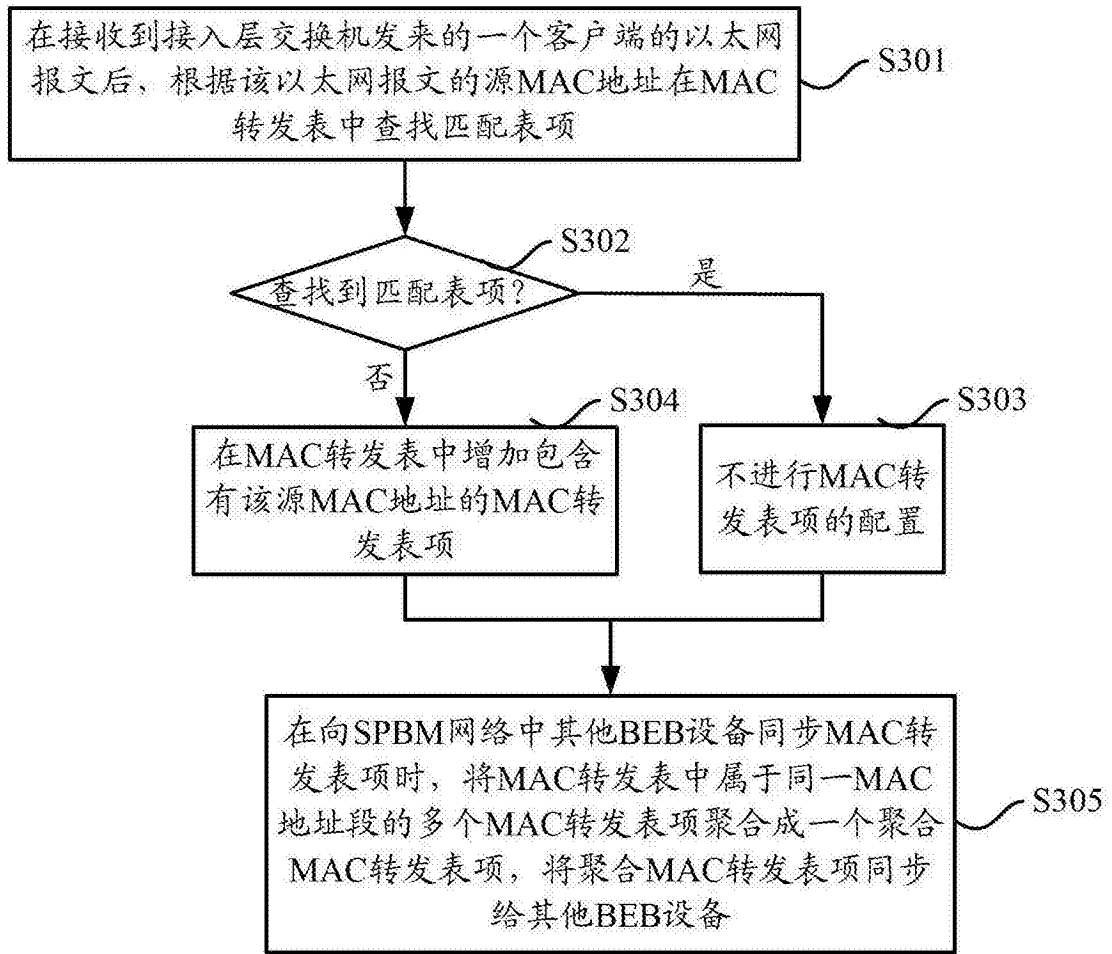 在接收到接入层交换机发来的一个客户端的以太网
报文后，根据该以太网报文的源MAC地址在MAC
转发表中查找匹配表项
S301
S302
查找到匹配表项?
是
否
S304
S303
在MAC转发表中增加包含
有该源MAC地址的MAC转
发表项
不进行MAC转
发表项的配置
在向SPBM网络中其他BEB设备同步MAC转
发表项时，将MAC转发表中属于同一MAC
地址段的多个MAC转发表项聚合成一个聚合
MAC转发表项，将聚合MAC转发表项同步
给其他BEB设备
S305